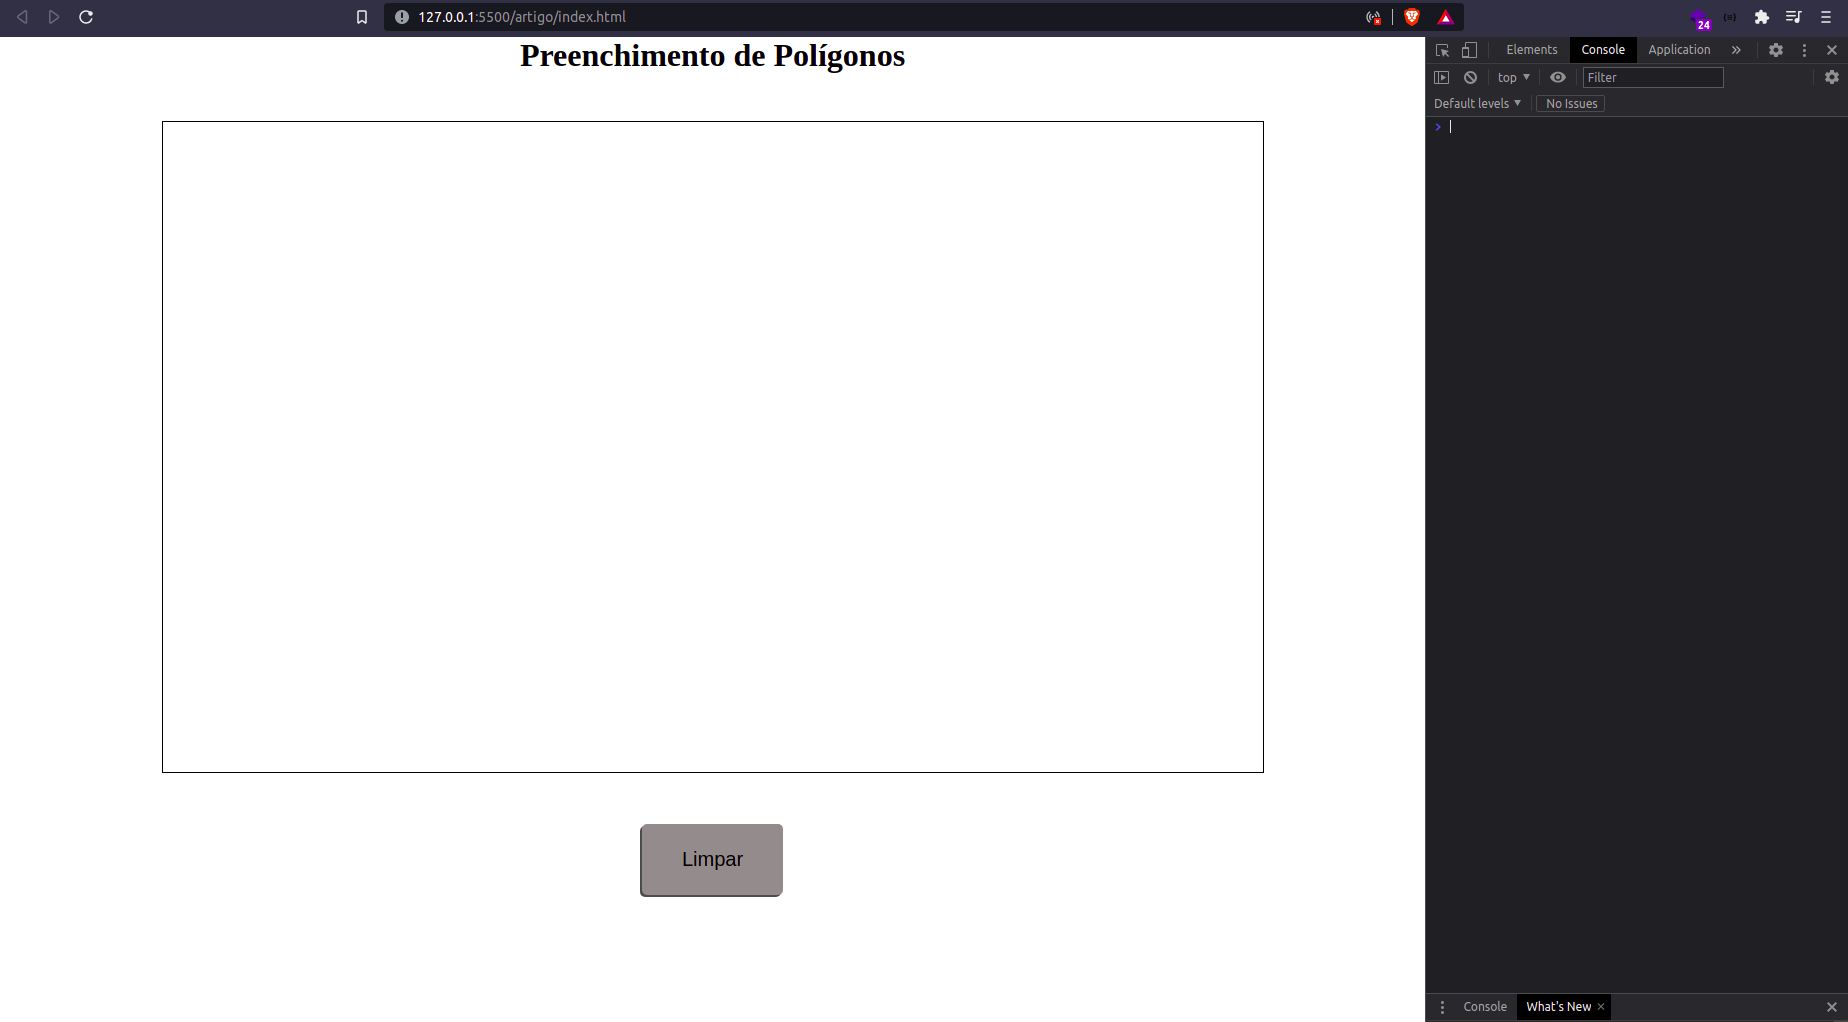 127.0.0.1:5500/artigo/index.html
24
Preenchimento de Polígonos
Limpar
Elements Console Application
top
Filter
Default levels No Issues
Console What's New